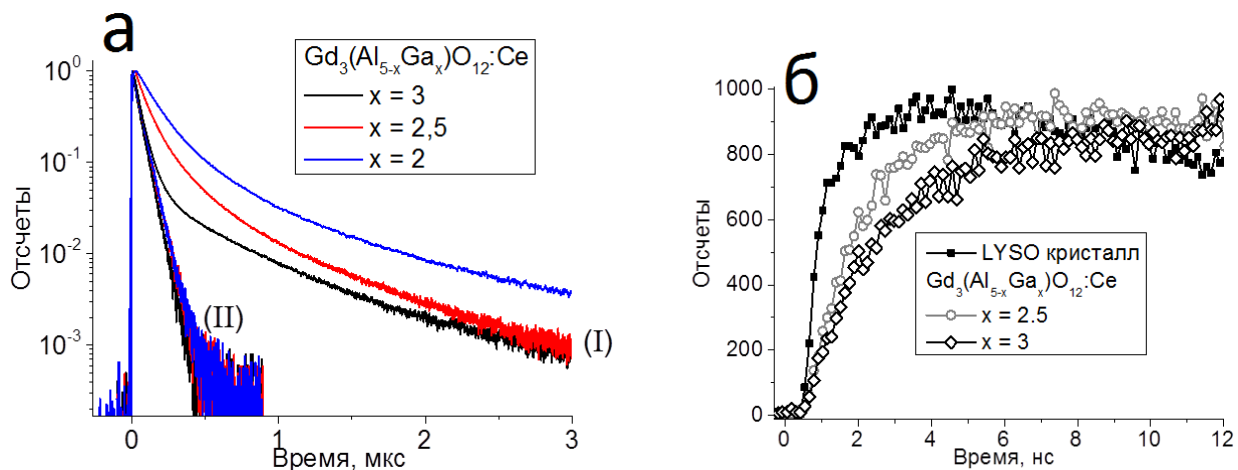 а
Отсчеты
10⁰
10⁻¹
10⁻²
10⁻³
Gd₃(Al₅₋ₓGaₓ)O₁₂:Ce
x = 3
x = 2,5
x = 2
(II)
(I)
0 1 2 3
Время, мкс
б
Отсчеты
1000
800
600
400
200
0
LYSO кристалл
Gd₃(Al₅₋ₓGaₓ)O₁₂:Ce
x = 2.5
x = 3
0 2 4 6 8 10 12
Время, нс